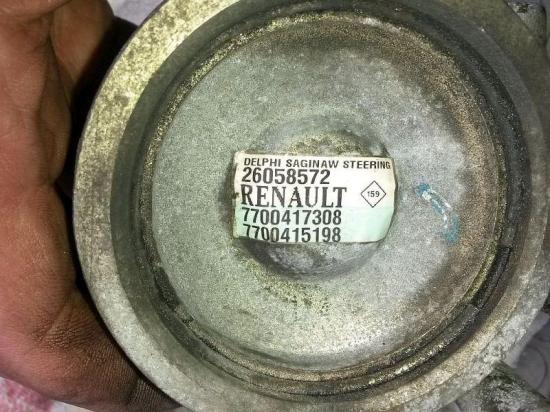 DELPHI SAGINAW STEERING
26058572
RENAULT
159
7700417308
7700415198